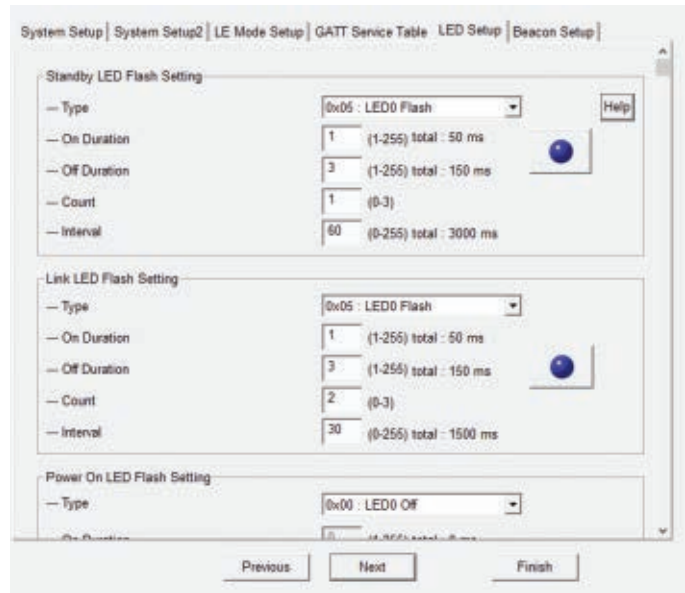 System Setup System Setup2 LE Mode Setup GATT Service Table LED Setup Beacon Setup
Standby LED Flash Setting
--- Type 0x05 : LED0 Flash Help
--- On Duration 1 (1-255) total : 50 ms
--- Off Duration 3 (1-255) total : 150 ms
--- Count 1 (0-3)
--- Interval 60 (0-255) total : 3000 ms
Link LED Flash Setting
--- Type 0x05 : LED0 Flash
--- On Duration 1 (1-255) total : 50 ms
--- Off Duration 3 (1-255) total : 150 ms
--- Count 2 (0-3)
--- Interval 30 (0-255) total : 1500 ms
Power On LED Flash Setting
--- Type 0x00 : LED0 Off
Previous Next Finish